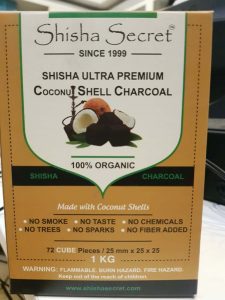 Shisha Secret™
SINCE 1999
SHISHA ULTRA PREMIUM
COCONUT SHELL CHARCOAL
100% ORGANIC
SHISHA CHARCOAL
Made with Coconut Shells
• NO SMOKE • NO TASTE • NO CHEMICALS
• NO TREES • NO SPARKS • NO FIBER ADDED
72 CUBE Pieces / 25 mm x 25 x 25
1 KG
WARNING: FLAMMABLE, BURN HAZARD, FIRE HAZARD.
Keep out of the reach of children.
www.shishasecret.com